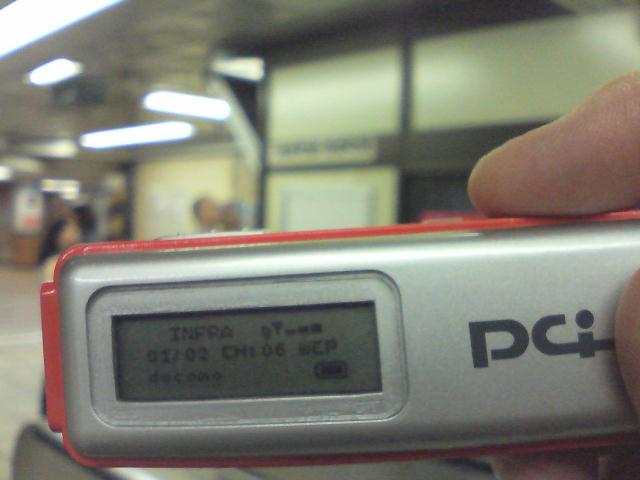 INFRA
01/02 CH:06 WEP
docomo
PCi